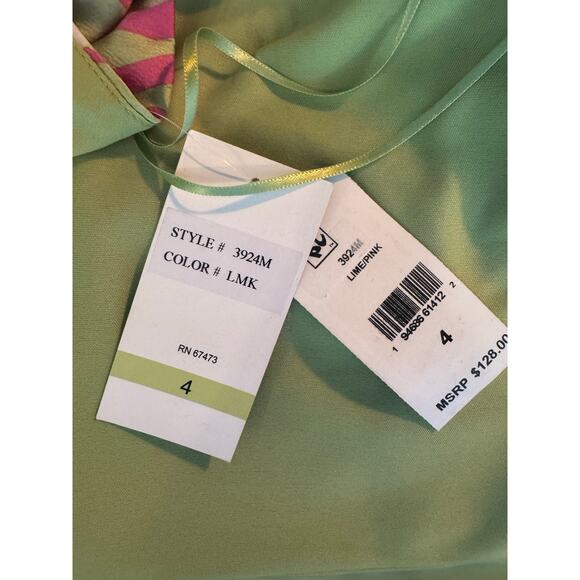 STYLE # 3924M
COLOR # LMK
RN 67473
4
3924M
LIME/PINK
1 94686 61412 2
4
MSRP $128.00